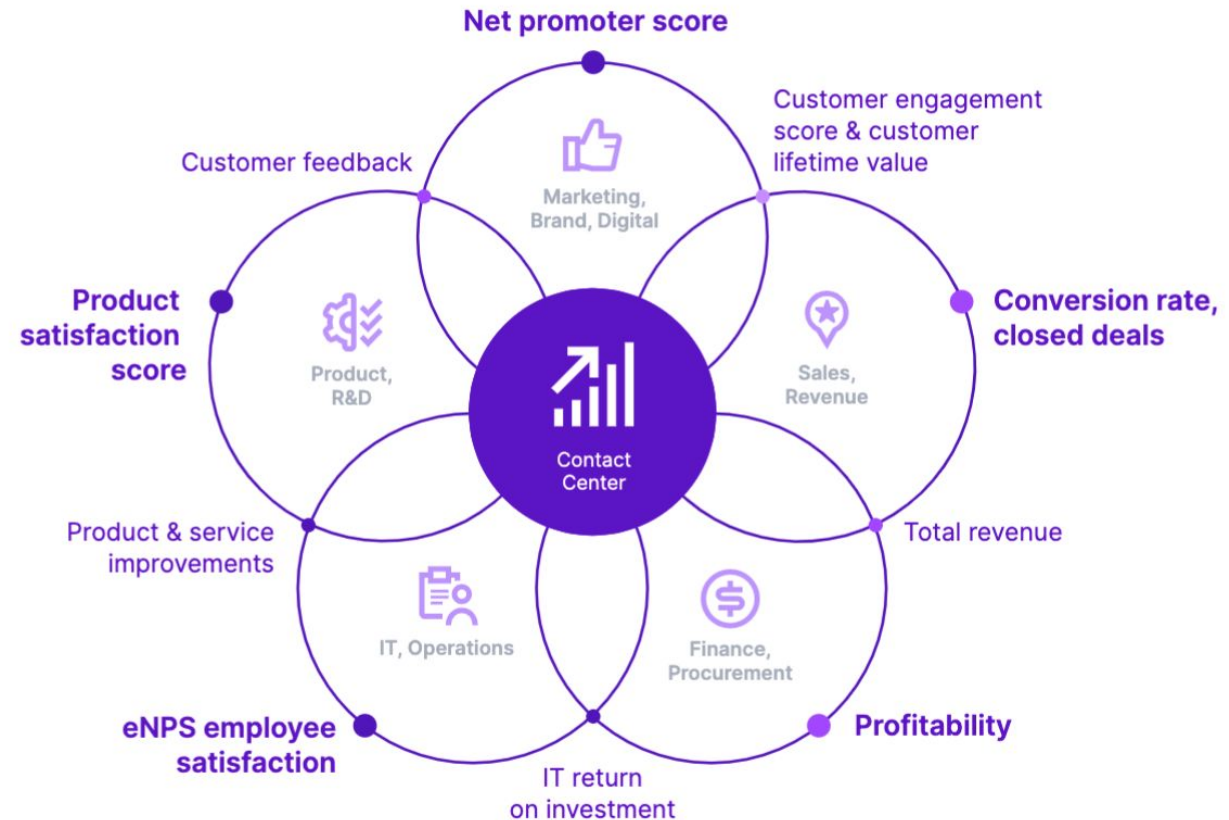 Net promoter score
Customer engagement
score & customer
lifetime value
Customer feedback
Marketing,
Brand, Digital
Product
satisfaction
score
Conversion rate,
closed deals
Product,
R&D
Sales,
Revenue
Contact
Center
Product & service
improvements
Total revenue
IT, Operations
Finance,
Procurement
eNPS employee
satisfaction
Profitability
IT return
on investment